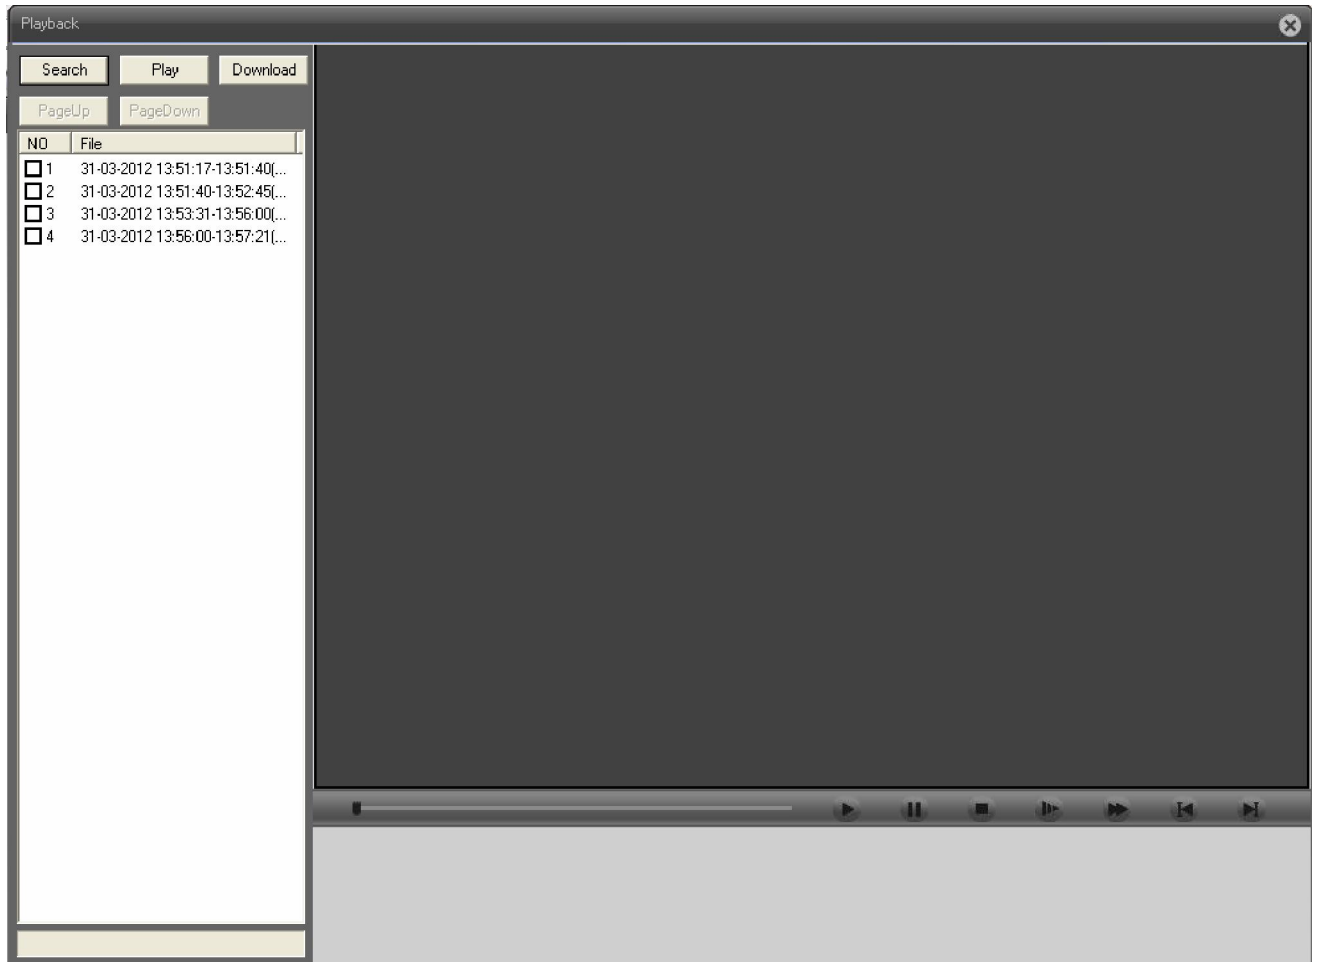 Playback
Search Play Download
PageUp PageDown
NO File
1 31-03-2012 13:51:17-13:51:40(...
2 31-03-2012 13:51:40-13:52:45(...
3 31-03-2012 13:53:31-13:56:00(...
4 31-03-2012 13:56:00-13:57:21(...